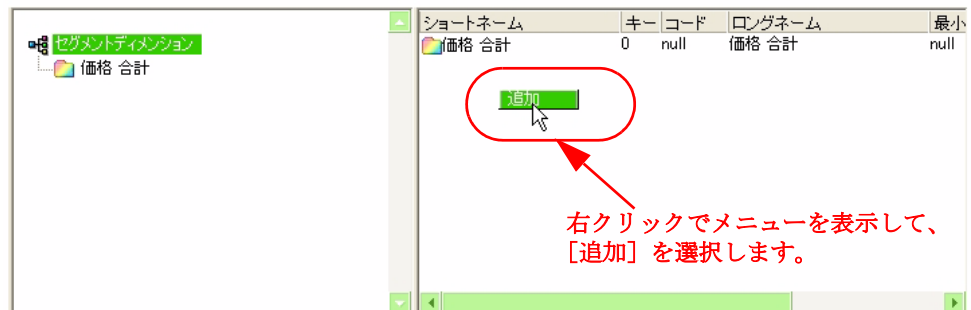 セグメントディメンション
価格 合計
ショートネーム キー コード ロングネーム 最小
価格 合計 0 null 価格 合計 null
追加
右クリックでメニューを表示して、
［追加］を選択します。